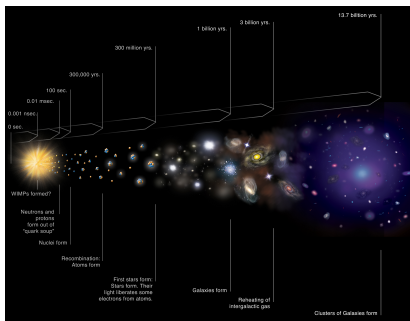 13.7 billion yrs.
3 billion yrs.
1 billion yrs.
300 million yrs.
300,000 yrs.
100 sec.
0.01 msec.
0.001 nsec.
0 sec.
WIMPs formed?
Neutrons and
protons
form out of
"quark soup"
Nuclei form
Recombination:
Atoms form
First stars form:
Stars form. Their
light liberates some
electrons from atoms.
Galaxies form
Reheating of
intergalactic gas
Clusters of Galaxies form